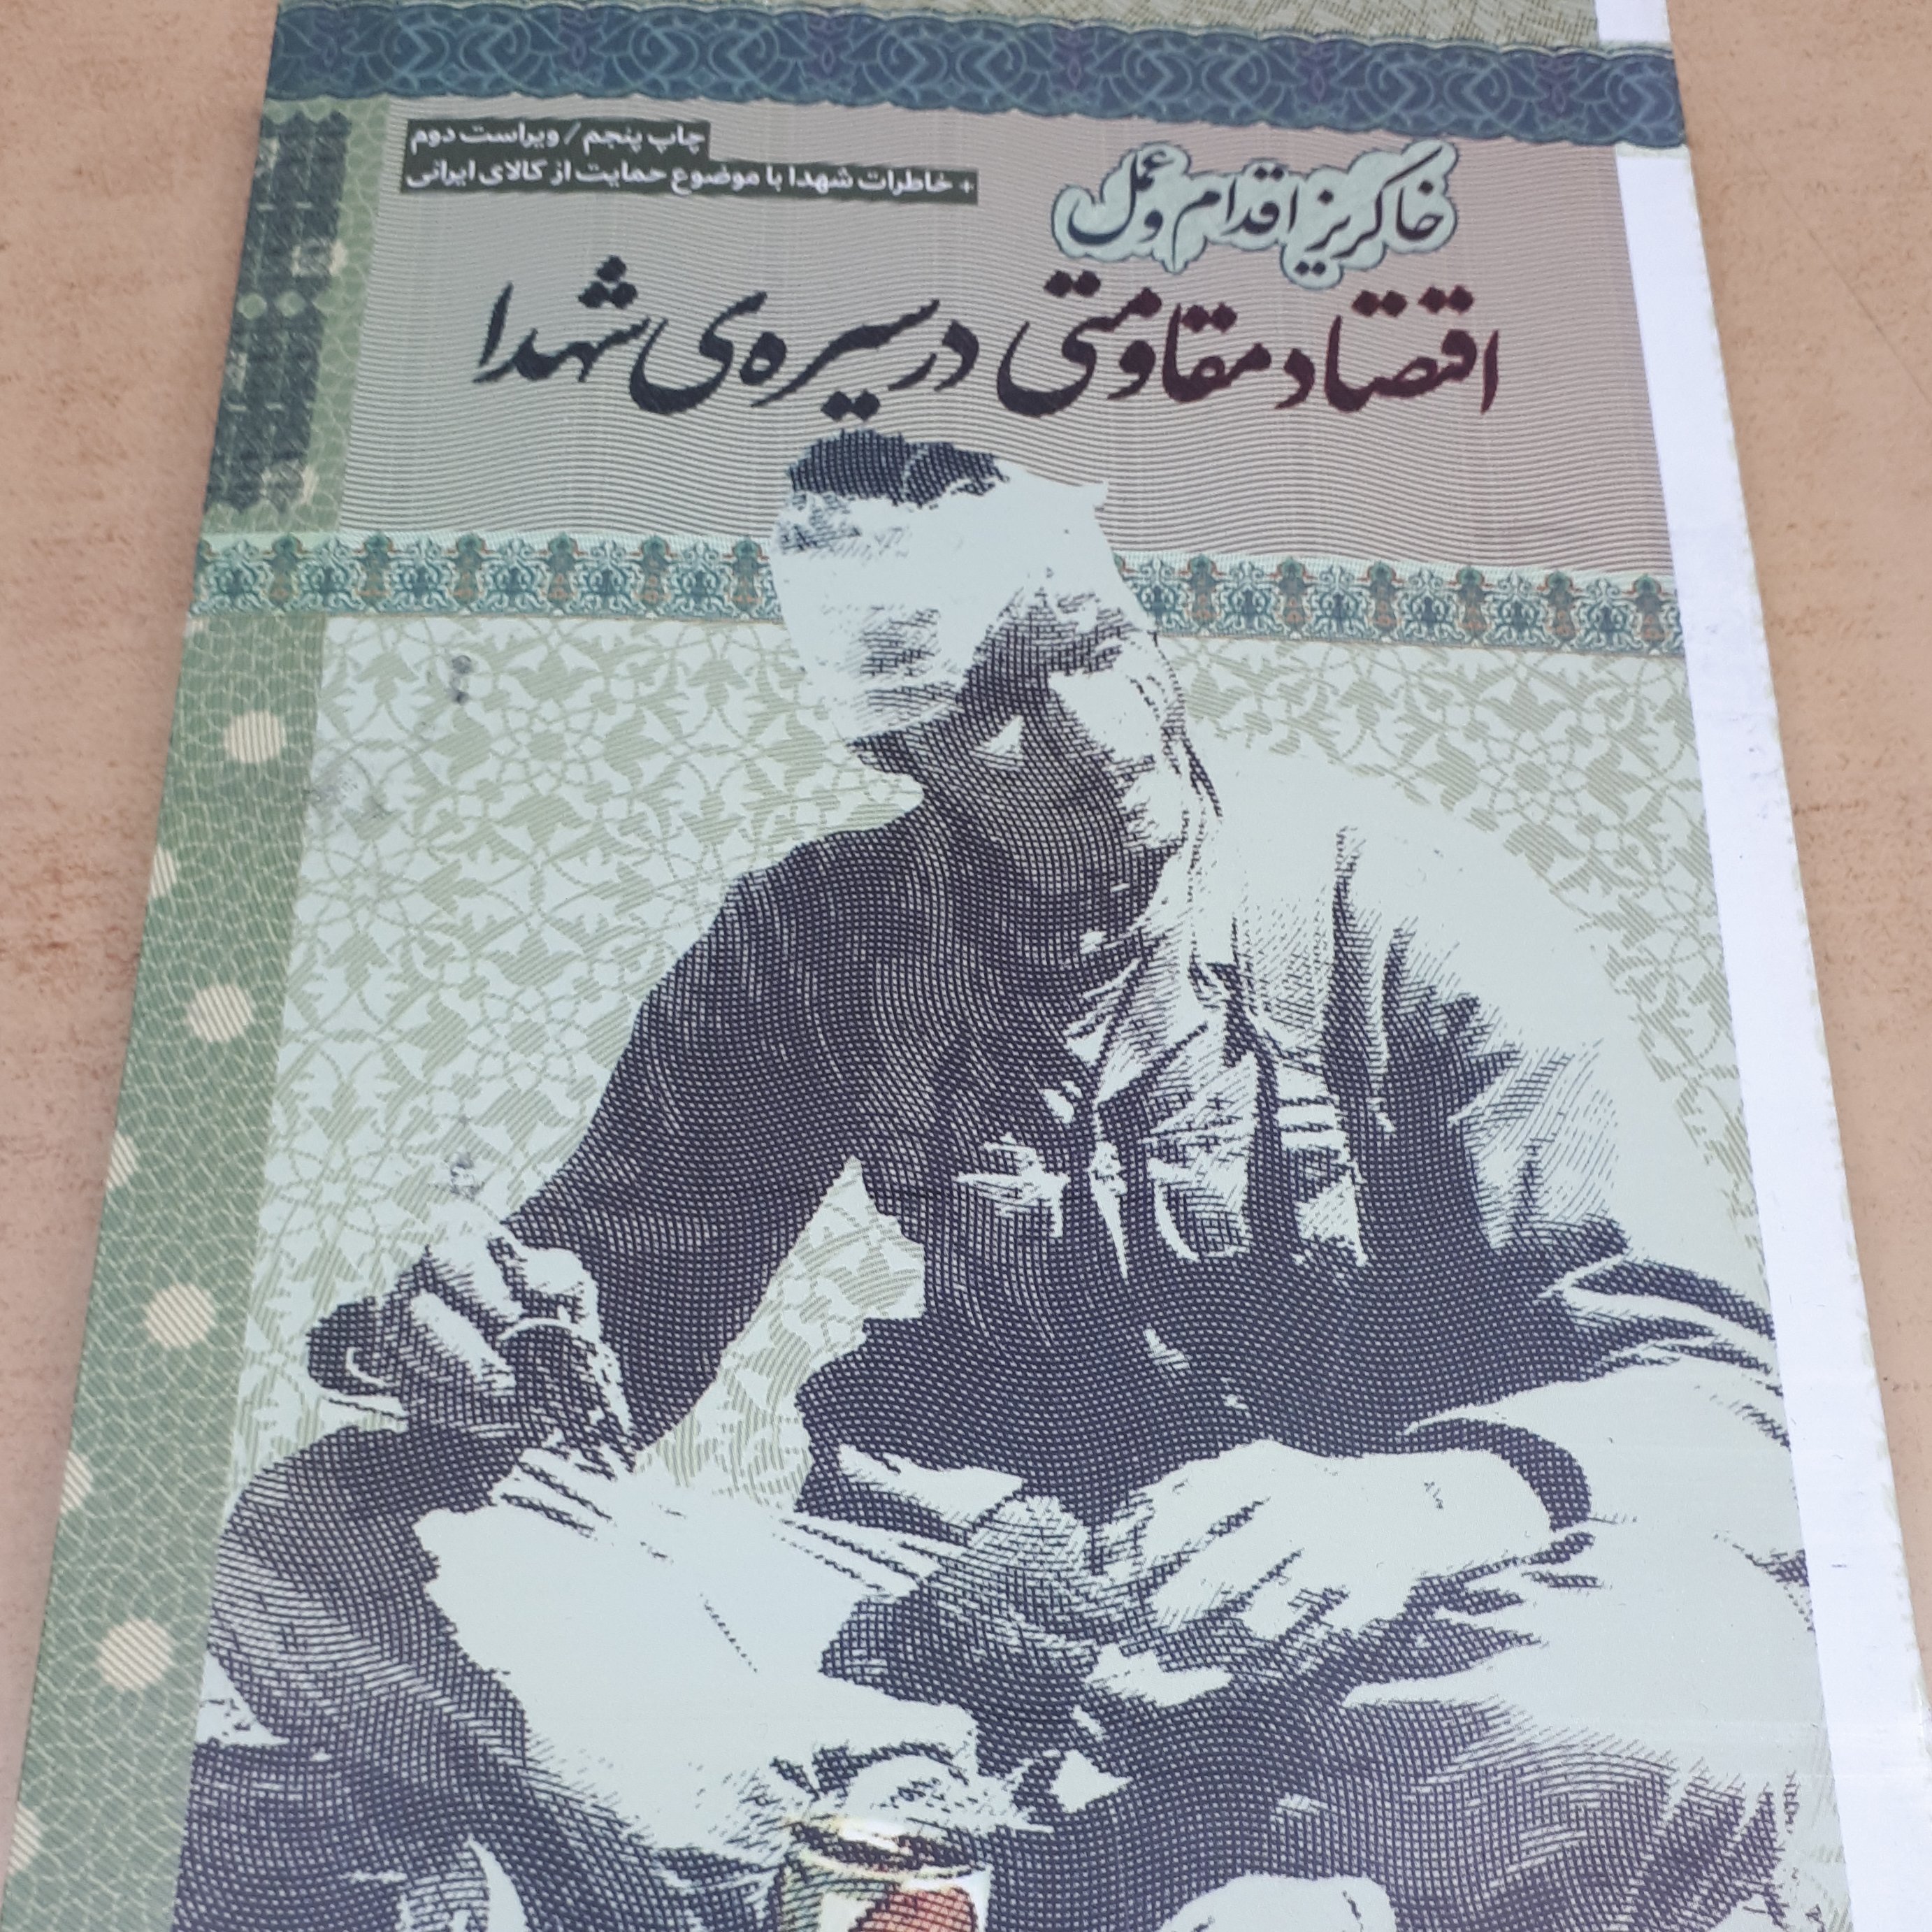 چاپ پنجم / ویراست دوم
+ خاطرات شهدا با موضوع حمایت از کالای ایرانی
خاکریز اقدام و عمل
اقتصاد مقاومتی در سیره‌ی شهدا